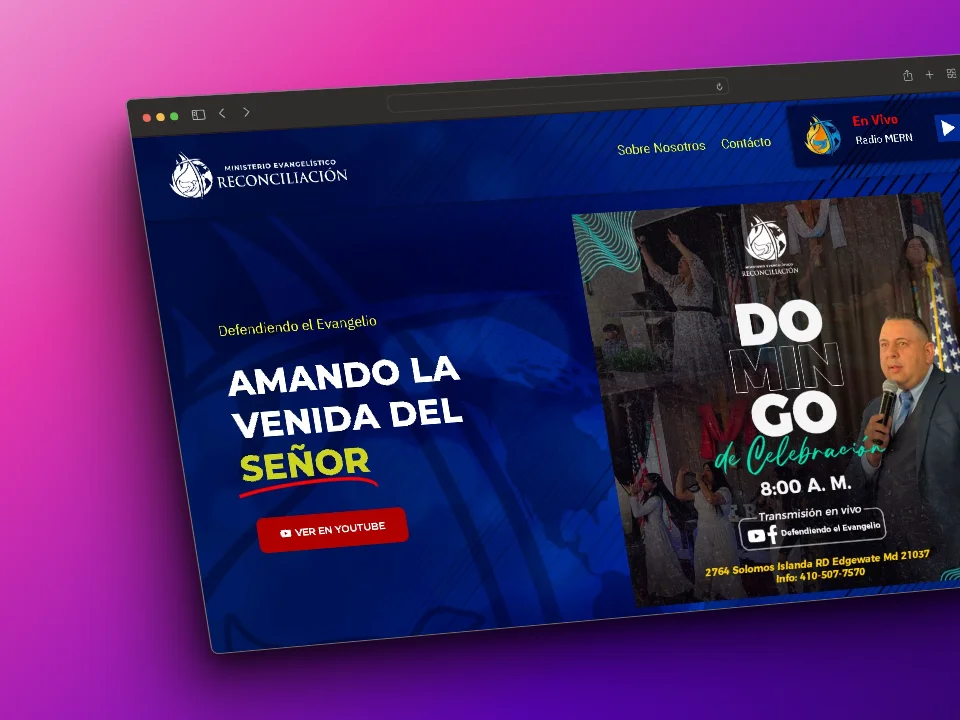 MINISTERIO EVANGELÍSTICO
RECONCILIACIÓN
Sobre Nosotros
Contácto
En Vivo
Radio MERN
Defendiendo el Evangelio
AMANDO LA
VENIDA DEL
SEÑOR
VER EN YOUTUBE
MINISTERIO EVANGELÍSTICO
RECONCILIACIÓN
DO
MIN
GO
de Celebración
8:00 A. M.
Transmisión en vivo
Defendiendo el Evangelio
2764 Solomos Islanda RD Edgewate Md 21037
Info: 410-507-7570